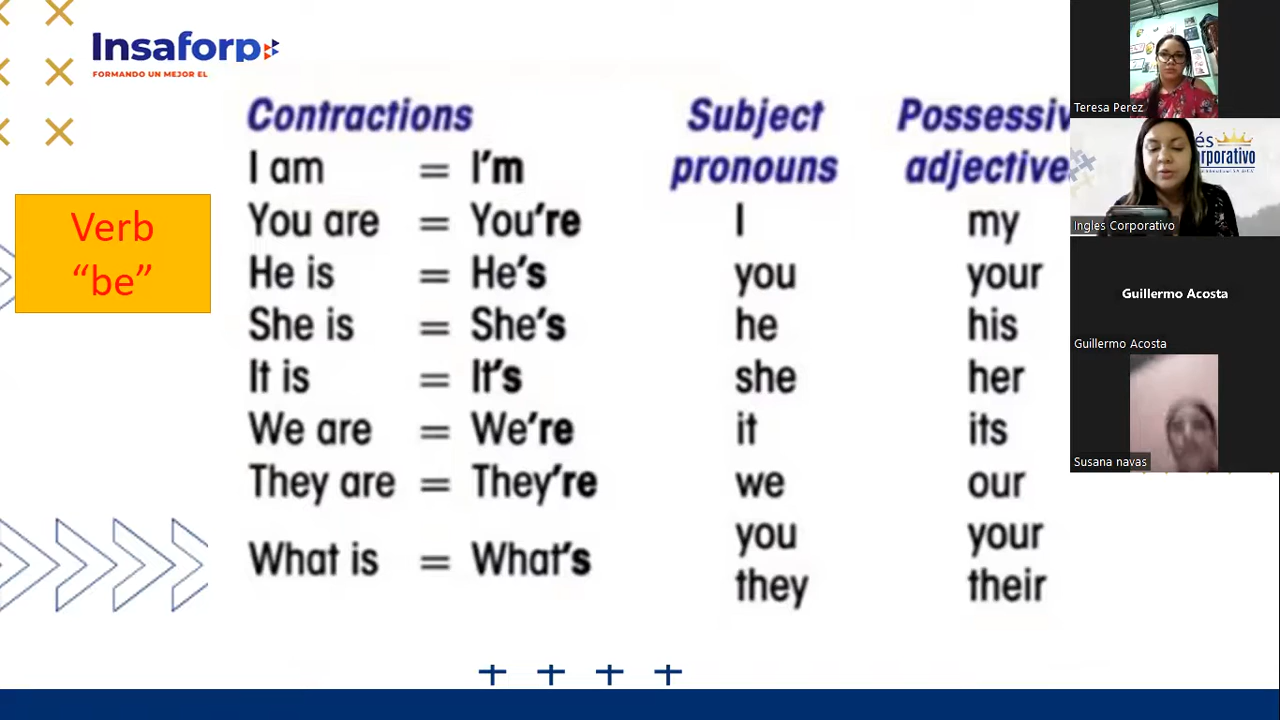 Insaforp
FORMANDO UN MEJOR EL
Verb
“be”
Contractions
I am = I’m
You are = You’re
He is = He’s
She is = She’s
It is = It’s
We are = We’re
They are = They’re
What is = What’s
Subject
pronouns
I
you
he
she
it
we
you
they
Possessiv
adjective
my
your
his
her
its
our
your
their
Teresa Perez
és
rporativo
Ingles Corporativo
Guillermo Acosta
Guillermo Acosta
Susana navas